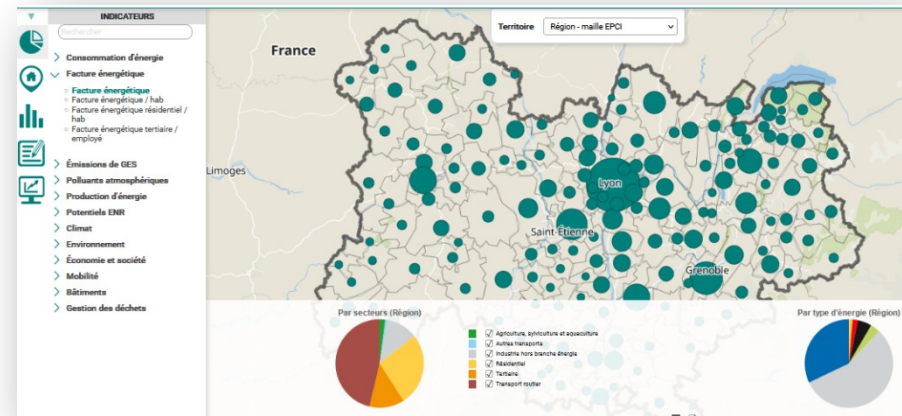 INDICATEURS
Rechercher
Consommation d'énergie
Facture énergétique
Facture énergétique
Facture énergétique / hab
Facture énergétique résidentiel /
hab
Facture énergétique tertiaire /
employé
Émissions de GES
Polluants atmosphériques
Production d'énergie
Potentiels ENR
Climat
Environnement
Économie et société
Mobilité
Bâtiments
Gestion des déchets
Territoire
Région - maille EPCI
France
Limoges
Lyon
Saint-Étienne
Grenoble
Par secteurs (Région)
Agriculture, sylviculture et aquaculture
Autres transports
Industrie hors branche énergie
Résidentiel
Tertiaire
Transport routier
Par type d'énergie (Région)